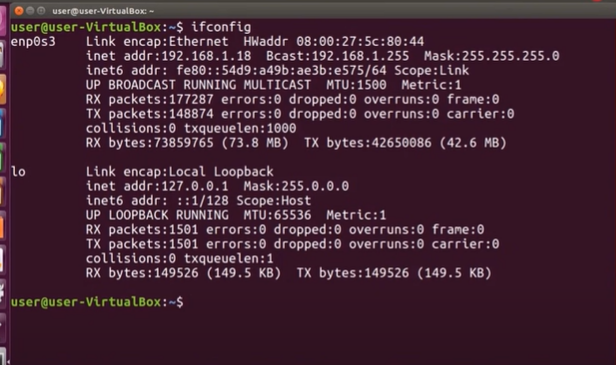 user@user-VirtualBox: ~
user@user-VirtualBox:~$ ifconfig
enp0s3 Link encap:Ethernet HWaddr 08:00:27:5c:80:44
inet addr:192.168.1.18 Bcast:192.168.1.255 Mask:255.255.255.0
inet6 addr: fe80::54d9:a49b:ae3b:e575/64 Scope:Link
UP BROADCAST RUNNING MULTICAST MTU:1500 Metric:1
RX packets:177287 errors:0 dropped:0 overruns:0 frame:0
TX packets:148874 errors:0 dropped:0 overruns:0 carrier:0
collisions:0 txqueuelen:1000
RX bytes:73859765 (73.8 MB) TX bytes:42650086 (42.6 MB)
lo Link encap:Local Loopback
inet addr:127.0.0.1 Mask:255.0.0.0
inet6 addr: ::1/128 Scope:Host
UP LOOPBACK RUNNING MTU:65536 Metric:1
RX packets:1501 errors:0 dropped:0 overruns:0 frame:0
TX packets:1501 errors:0 dropped:0 overruns:0 carrier:0
collisions:0 txqueuelen:1
RX bytes:149526 (149.5 KB) TX bytes:149526 (149.5 KB)
user@user-VirtualBox:~$